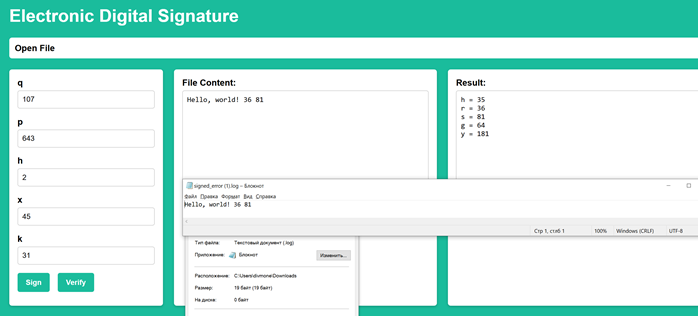 Electronic Digital Signature
Open File
q
107
p
643
h
2
x
45
k
31
Sign Verify
File Content:
Hello, world! 36 81
Result:
h = 35
r = 36
s = 81
g = 64
y = 181
signed_error (1).log – Блокнот
Файл Правка Формат Вид Справка
Hello, world! 36 81
Стр 1, стлб 1 100% Windows (CRLF) UTF-8
Тип файла: Текстовый документ (.log)
Приложение: Блокнот Изменить...
Расположение: C:\Users\divmone\Downloads
Размер: 19 байт (19 байт)
На диске: 0 байт